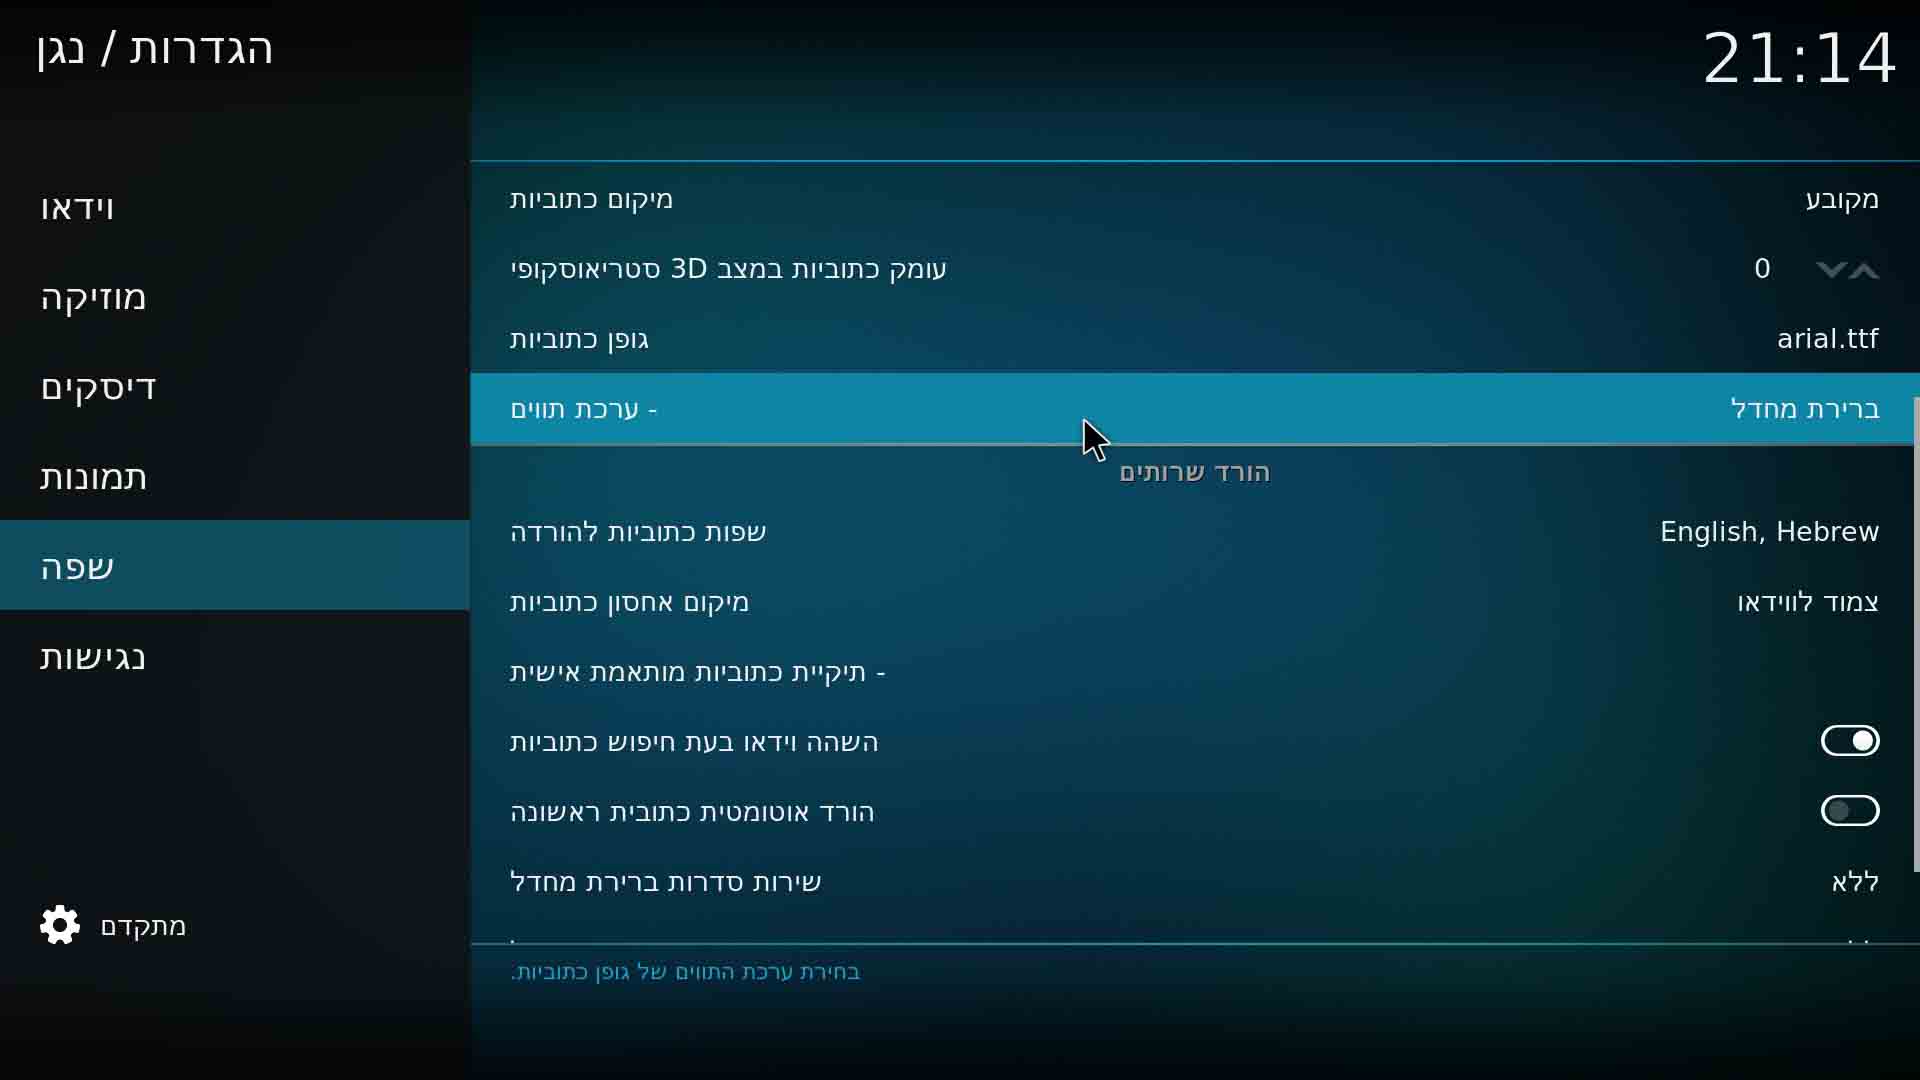 הגדרות / נגן
21:14
וידאו
מוזיקה
דיסקים
תמונות
שפה
נגישות
מתקדם
מיקום כתוביות
מקובע
עומק כתוביות במצב 3D סטריאוסקופי
0
גופן כתוביות
arial.ttf
- ערכת תווים
ברירת מחדל
הורד שרותים
שפות כתוביות להורדה
English, Hebrew
מיקום אחסון כתוביות
צמוד לווידאו
- תיקיית כתוביות מותאמת אישית
השהה וידאו בעת חיפוש כתוביות
הורד אוטומטית כתובית ראשונה
שירות סדרות ברירת מחדל
ללא
בחירת ערכת התווים של גופן כתוביות.